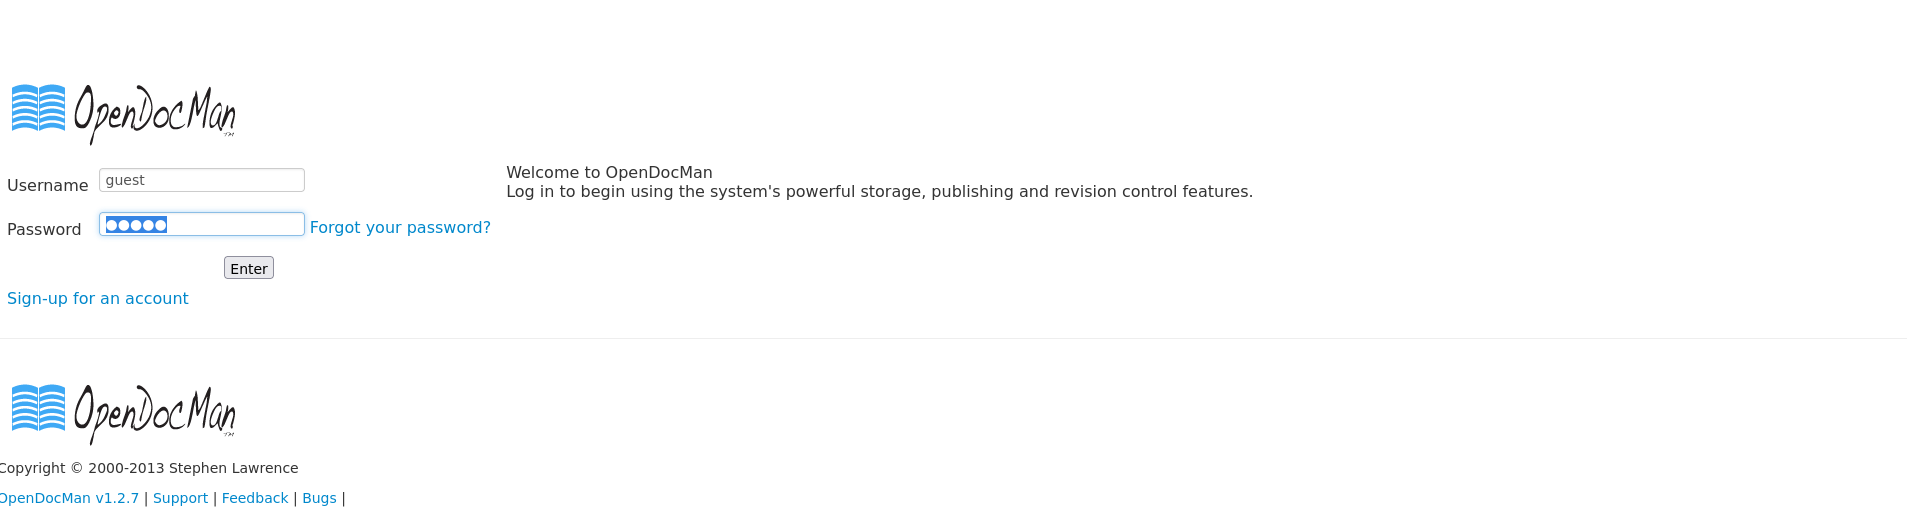 OpenDocMan™
Username guest
Password ●●●●● Forgot your password?
Enter
Sign-up for an account
Welcome to OpenDocMan
Log in to begin using the system's powerful storage, publishing and revision control features.
OpenDocMan™
Copyright © 2000-2013 Stephen Lawrence
OpenDocMan v1.2.7 | Support | Feedback | Bugs |